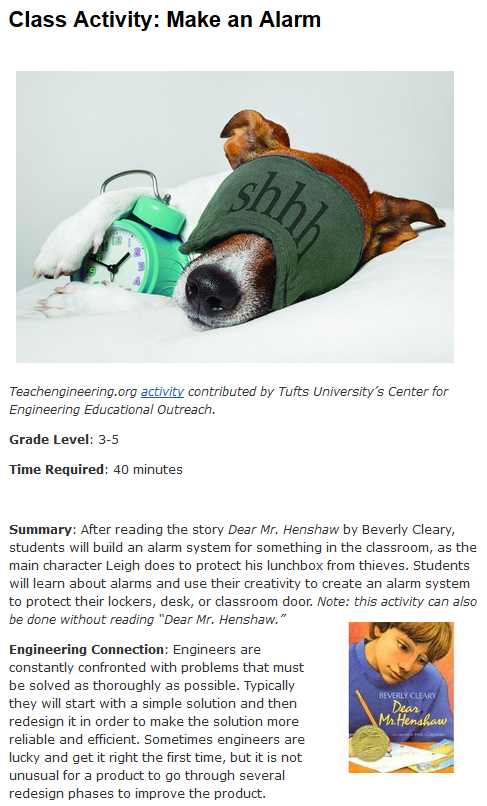 Class Activity: Make an Alarm
shhh
Teachengineering.org activity contributed by Tufts University’s Center for
Engineering Educational Outreach.
Grade Level: 3-5
Time Required: 40 minutes
Summary: After reading the story Dear Mr. Henshaw by Beverly Cleary,
students will build an alarm system for something in the classroom, as the
main character Leigh does to protect his lunchbox from thieves. Students
will learn about alarms and use their creativity to create an alarm system
to protect their lockers, desk, or classroom door. Note: this activity can also
be done without reading “Dear Mr. Henshaw.”
Engineering Connection: Engineers are
constantly confronted with problems that must
be solved as thoroughly as possible. Typically
they will start with a simple solution and then
redesign it in order to make the solution more
reliable and efficient. Sometimes engineers are
lucky and get it right the first time, but it is not
unusual for a product to go through several
redesign phases to improve the product.
BEVERLY CLEARY
Dear
Mr. Henshaw